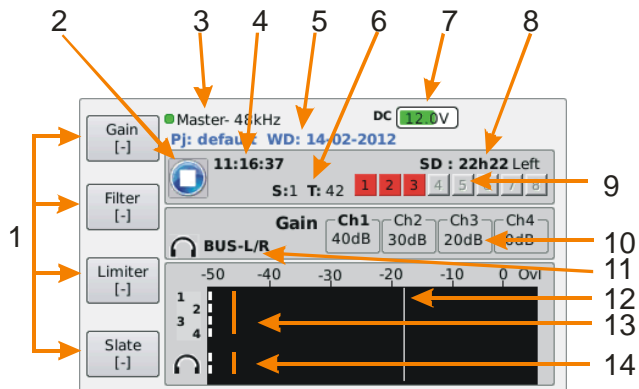 2 3 4 5 6 7 8
Master- 48kHz DC 12.0V
Pj: default WD: 14-02-2012
Gain
[-]
11:16:37 SD : 22h22 Left
S:1 T: 42 1 2 3 4 5 7 8
9
Filter
[-]
1
Gain Ch1 Ch2 Ch3 Ch4
40dB 30dB 20dB 0dB
10
BUS-L/R
11
Limiter
[-]
-50 -40 -30 -20 -10 0 Ovl
12
1
2
3
4
13
Slate
[-]
14